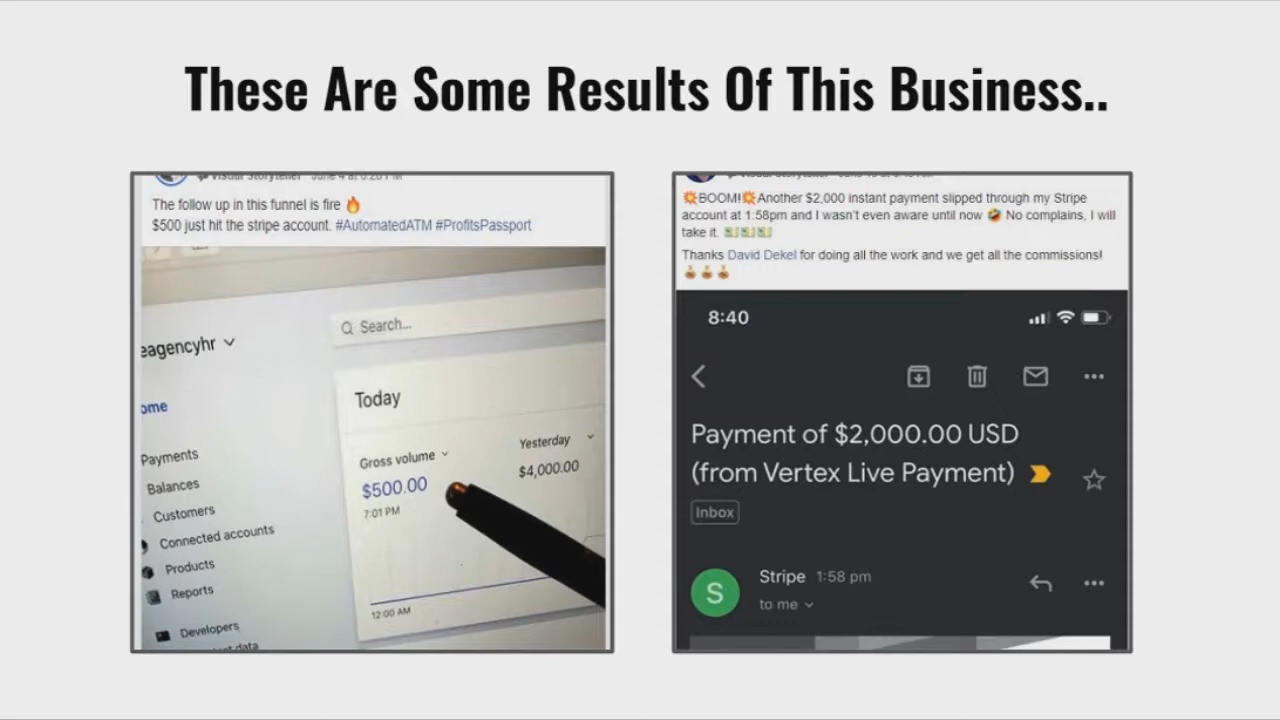 These Are Some Results Of This Business..
Visual Storyteller
The follow up in this funnel is fire 🔥
$500 just hit the stripe account. #AutomatedATM #ProfitsPassport
Search...
eagencyhr
Today
ome
Gross volume
Yesterday
$500.00
$4,000.00
7:01 PM
Payments
Balances
Customers
Connected accounts
Products
Reports
12:00 AM
Developers
💥BOOM!💥Another $2,000 instant payment slipped through my Stripe
account at 1:58pm and I wasn't even aware until now 🤣 No complains, I will
take it. 💵💵💵
Thanks David Dekel for doing all the work and we get all the commissions!
💰💰💰
8:40
Payment of $2,000.00 USD
(from Vertex Live Payment)
Inbox
S
Stripe 1:58 pm
to me